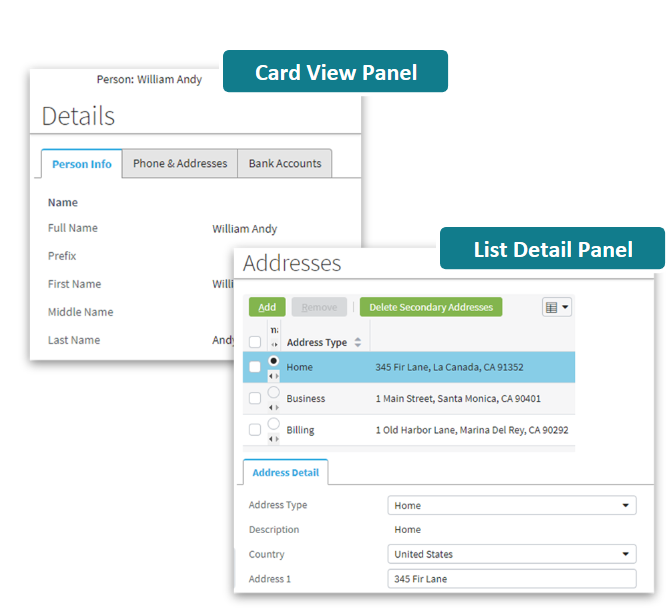 Card View Panel
Person: William Andy
Details
Person Info Phone & Addresses Bank Accounts
Name
Full Name William Andy
Prefix
First Name
Middle Name
Last Name Andy
List Detail Panel
Addresses
Add Remove Delete Secondary Addresses
Address Type
Home 345 Fir Lane, La Canada, CA 91352
Business 1 Main Street, Santa Monica, CA 90401
Billing 1 Old Harbor Lane, Marina Del Rey, CA 90292
Address Detail
Address Type Home
Description Home
Country United States
Address 1 345 Fir Lane